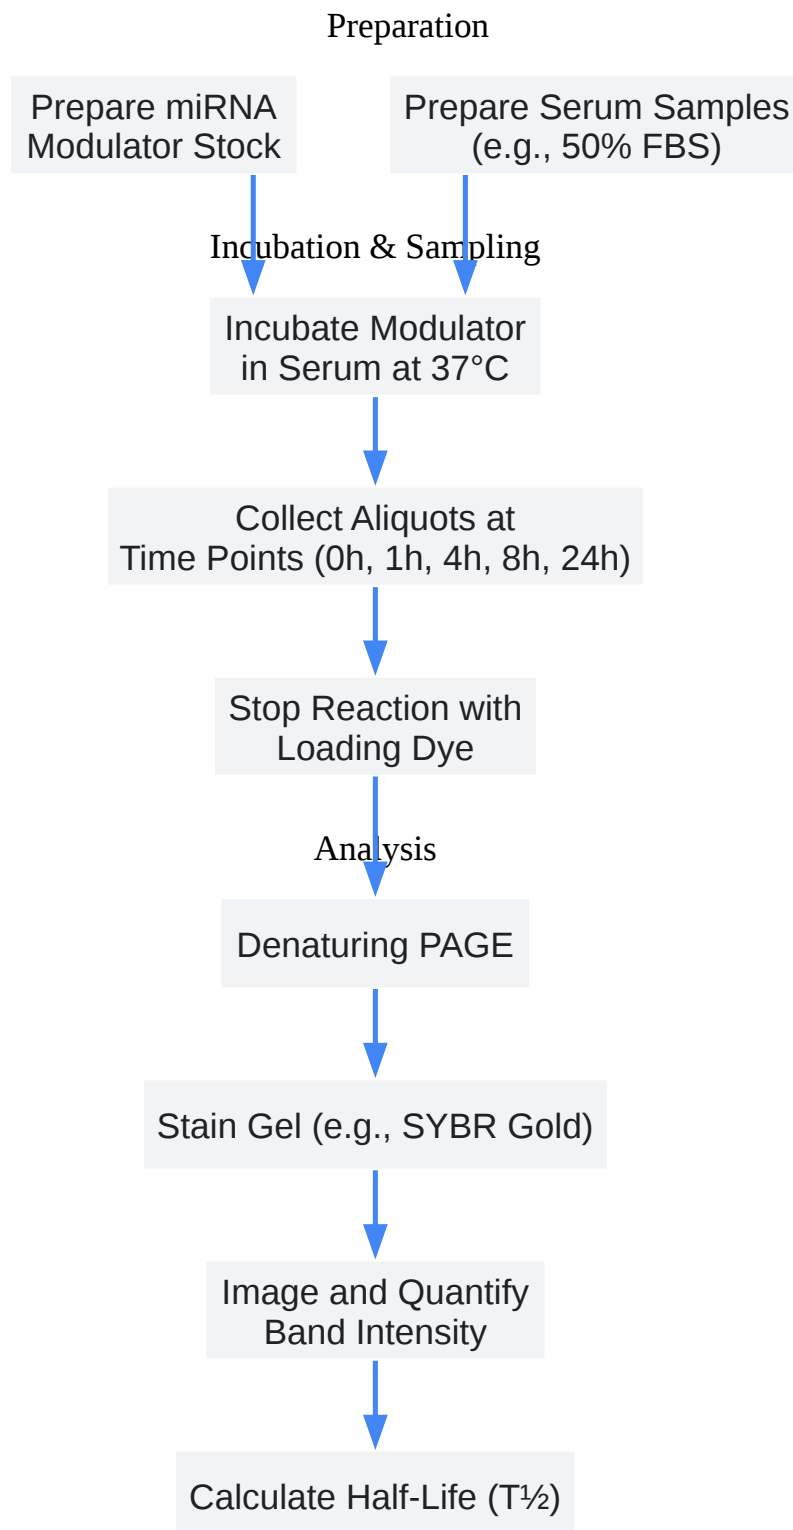 Preparation
Prepare miRNA
Modulator Stock
Prepare Serum Samples
(e.g., 50% FBS)
Incubation & Sampling
Incubate Modulator
in Serum at 37°C
Collect Aliquots at
Time Points (0h, 1h, 4h, 8h, 24h)
Stop Reaction with
Loading Dye
Analysis
Denaturing PAGE
Stain Gel (e.g., SYBR Gold)
Image and Quantify
Band Intensity
Calculate Half-Life (T½)